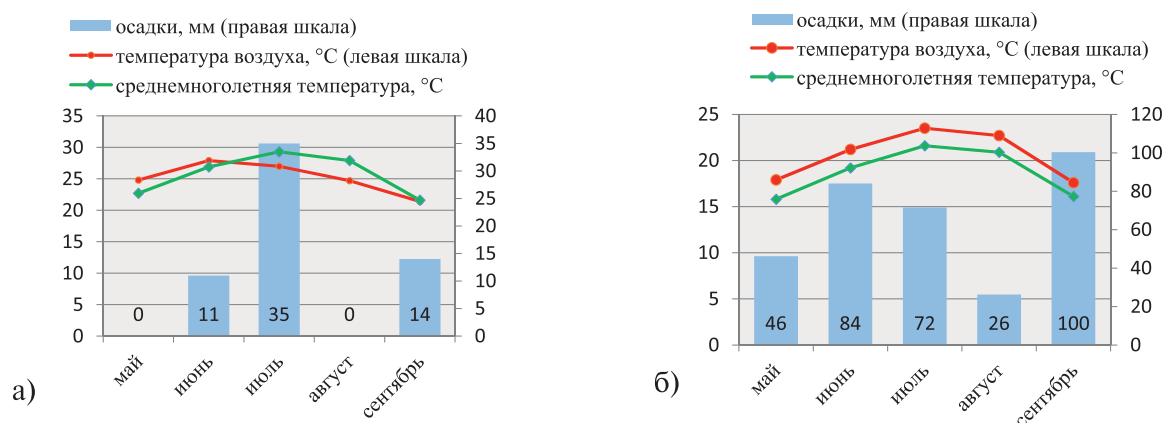 осадки, мм (правая шкала)
температура воздуха, °С (левая шкала)
среднемноголетняя температура, °С
35
30
25
20
15
10
5
0
40
35
30
25
20
15
10
5
0
0
11
35
0
14
май
июнь
июль
август
сентябрь
а)
осадки, мм (правая шкала)
температура воздуха, °С (левая шкала)
среднемноголетняя температура, °С
25
20
15
10
5
0
120
100
80
60
40
20
0
46
84
72
26
100
май
июнь
июль
август
сентябрь
б)